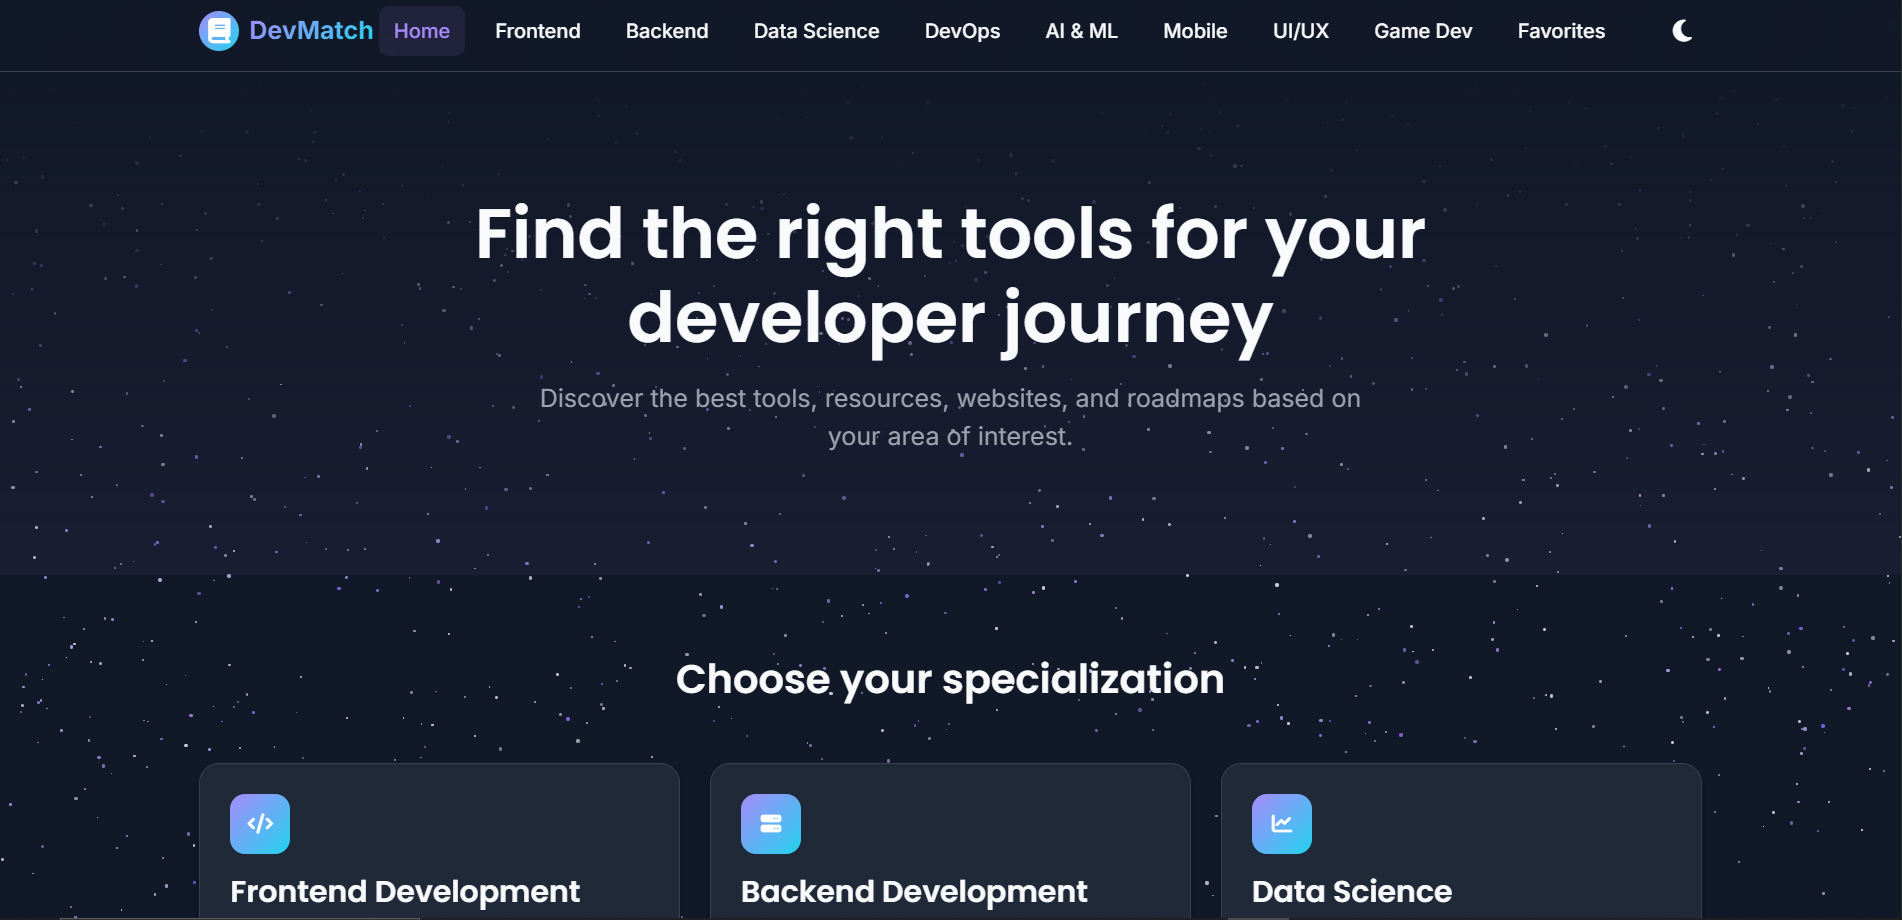 DevMatch Home Frontend Backend Data Science DevOps AI & ML Mobile UI/UX Game Dev Favorites
Find the right tools for your
developer journey
Discover the best tools, resources, websites, and roadmaps based on
your area of interest.
Choose your specialization
Frontend Development Backend Development Data Science